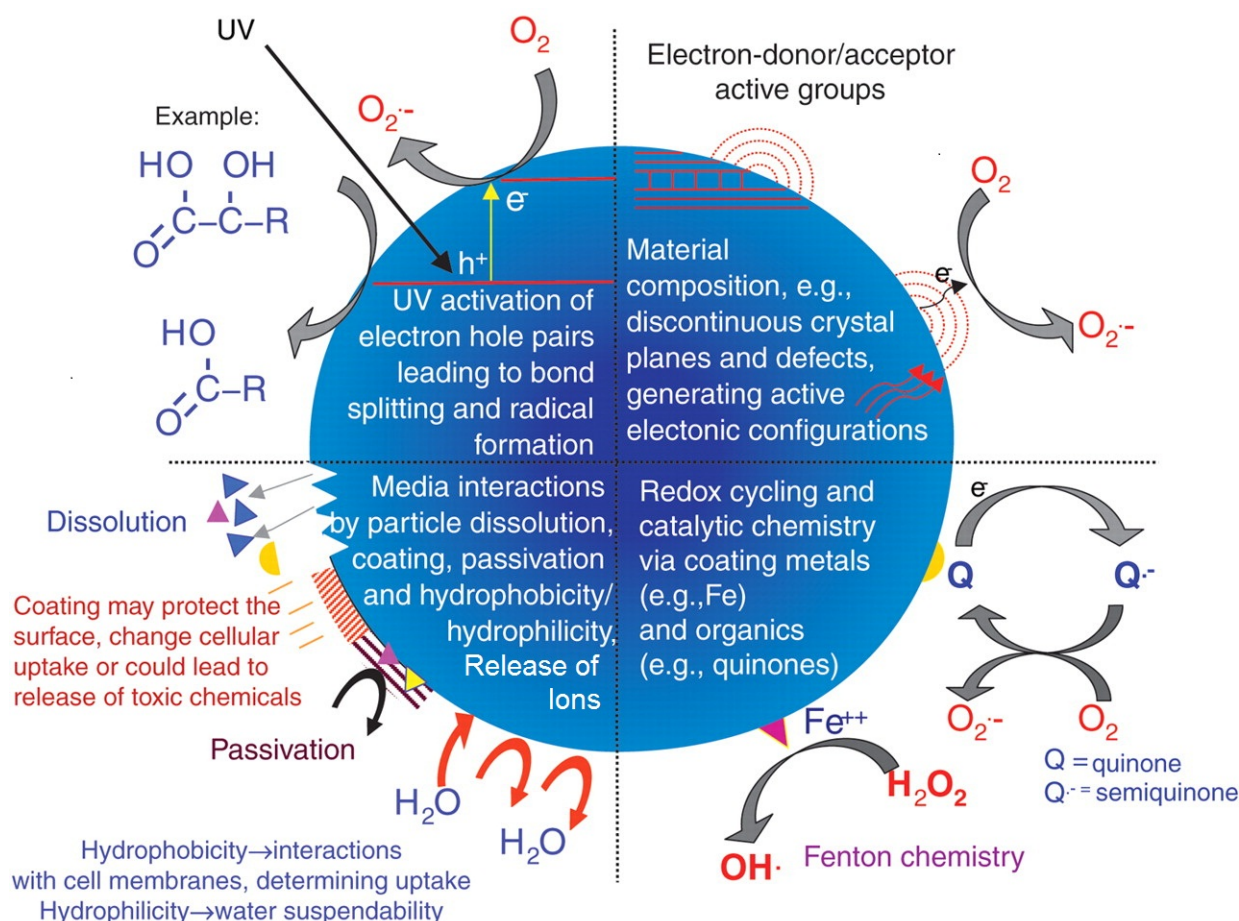 UV
O2
O2·-
Example:
HO OH
C–C–R
O
e-
h+
HO
C–R
O
UV activation of
electron hole pairs
leading to bond
splitting and radical
formation
Electron-donor/acceptor
active groups
O2
e-
O2·-
Material
composition, e.g.,
discontinuous crystal
planes and defects,
generating active
electonic configurations
Dissolution
Coating may protect the
surface, change cellular
uptake or could lead to
release of toxic chemicals
Passivation
Media interactions
by particle dissolution,
coating, passivation
and hydrophobicity/
hydrophilicity,
Release of
Ions
H2O
H2O
Hydrophobicity→interactions
with cell membranes, determining uptake
Hydrophilicity→water suspendability
Redox cycling and
catalytic chemistry
via coating metals
(e.g.,Fe)
and organics
(e.g., quinones)
e-
Q
Q·-
O2·-
O2
Q = quinone
Q·- = semiquinone
Fe++
H2O2
OH·
Fenton chemistry